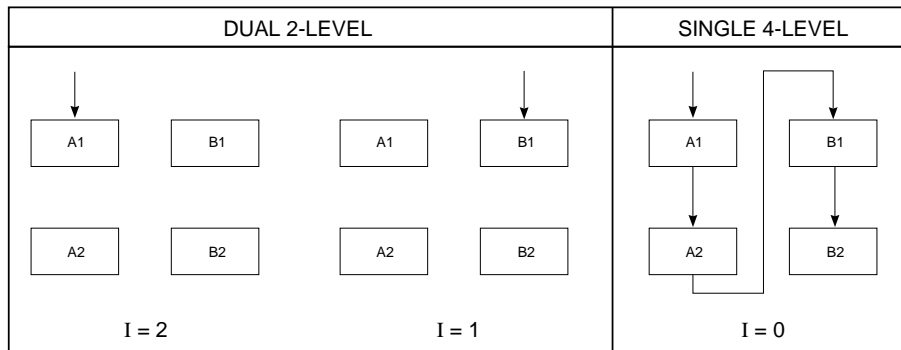 DUAL 2-LEVEL SINGLE 4-LEVEL
A1 B1 A1 B1 A1 B1
A2 B2 A2 B2 A2 B2
I = 2 I = 1 I = 0